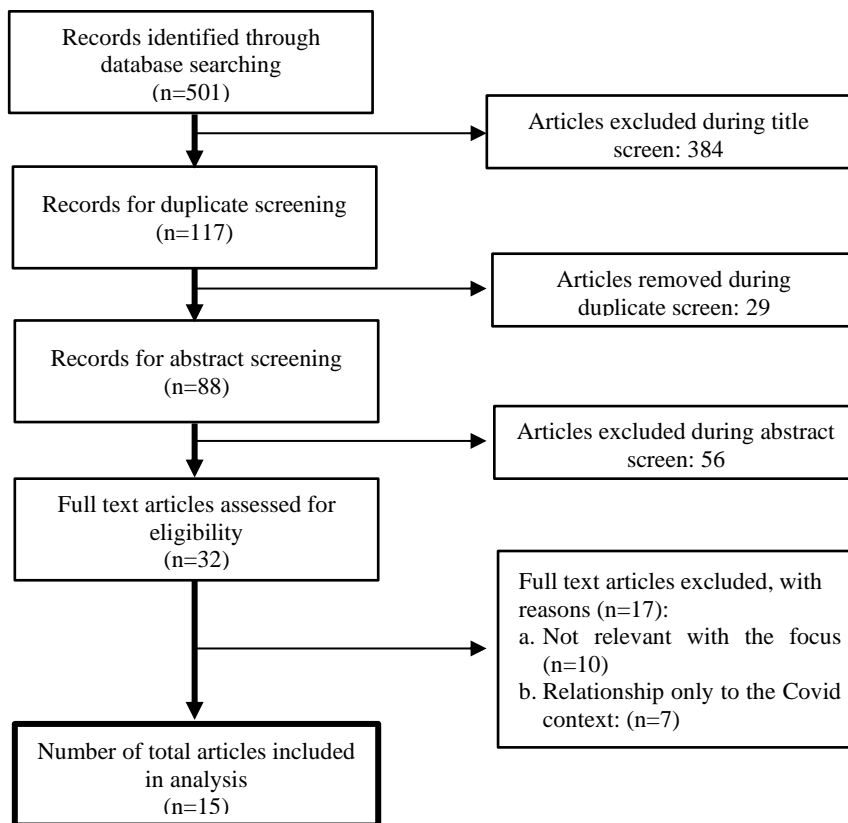 Records identified through
database searching
(n=501)
Articles excluded during title
screen: 384
Records for duplicate screening
(n=117)
Articles removed during
duplicate screen: 29
Records for abstract screening
(n=88)
Articles excluded during abstract
screen: 56
Full text articles assessed for
eligibility
(n=32)
Full text articles excluded, with
reasons (n=17):
a. Not relevant with the focus
(n=10)
b. Relationship only to the Covid
context: (n=7)
Number of total articles included
in analysis
(n=15)